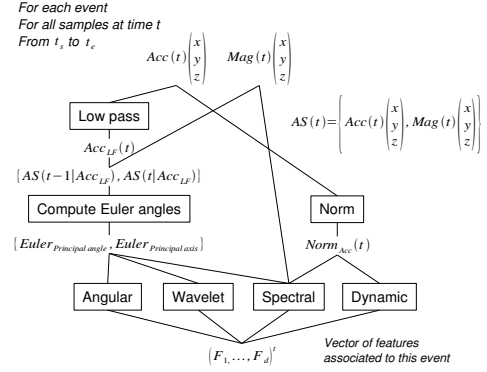 For each event
For all samples at time t
From t_s to t_e
Acc(t)(x y z) Mag(t)(x y z)
AS(t)={Acc(t)(x y z), Mag(t)(x y z)}
Low pass
Acc_LF(t)
{AS(t−1|Acc_LF), AS(t|Acc_LF)}
Compute Euler angles
Norm
{Euler_Principal angle, Euler_Principal axis}
Norm_Acc(t)
Angular
Wavelet
Spectral
Dynamic
(F_1,…,F_d)^t
Vector of features
associated to this event